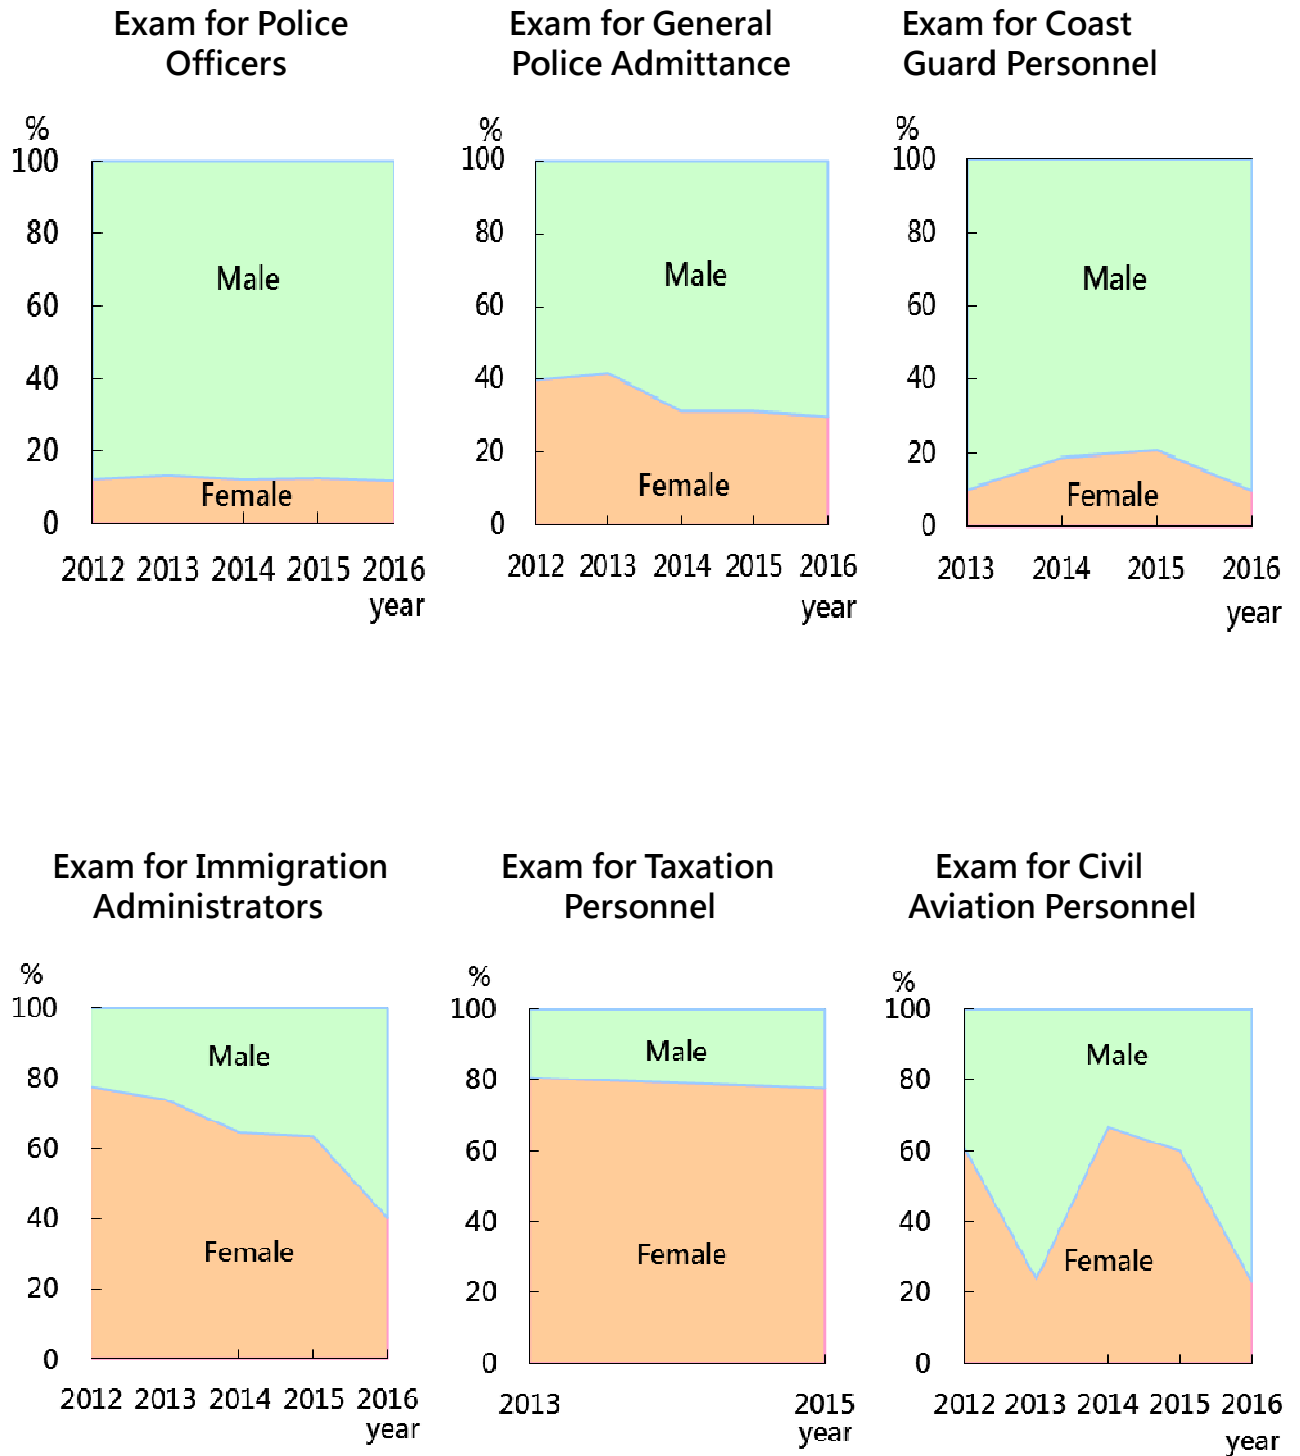 Exam for Police
Officers
%
100
80
60
40
20
0
Male
Female
2012 2013 2014 2015 2016
year
Exam for General
Police Admittance
%
100
80
60
40
20
0
Male
Female
2012 2013 2014 2015 2016
year
Exam for Coast
Guard Personnel
%
100
80
60
40
20
0
Male
Female
2013 2014 2015 2016
year
Exam for Immigration
Administrators
%
100
80
60
40
20
0
Male
Female
2012 2013 2014 2015 2016
year
Exam for Taxation
Personnel
%
100
80
60
40
20
0
Male
Female
2013 2015
year
Exam for Civil
Aviation Personnel
%
100
80
60
40
20
0
Male
Female
2012 2013 2014 2015 2016
year